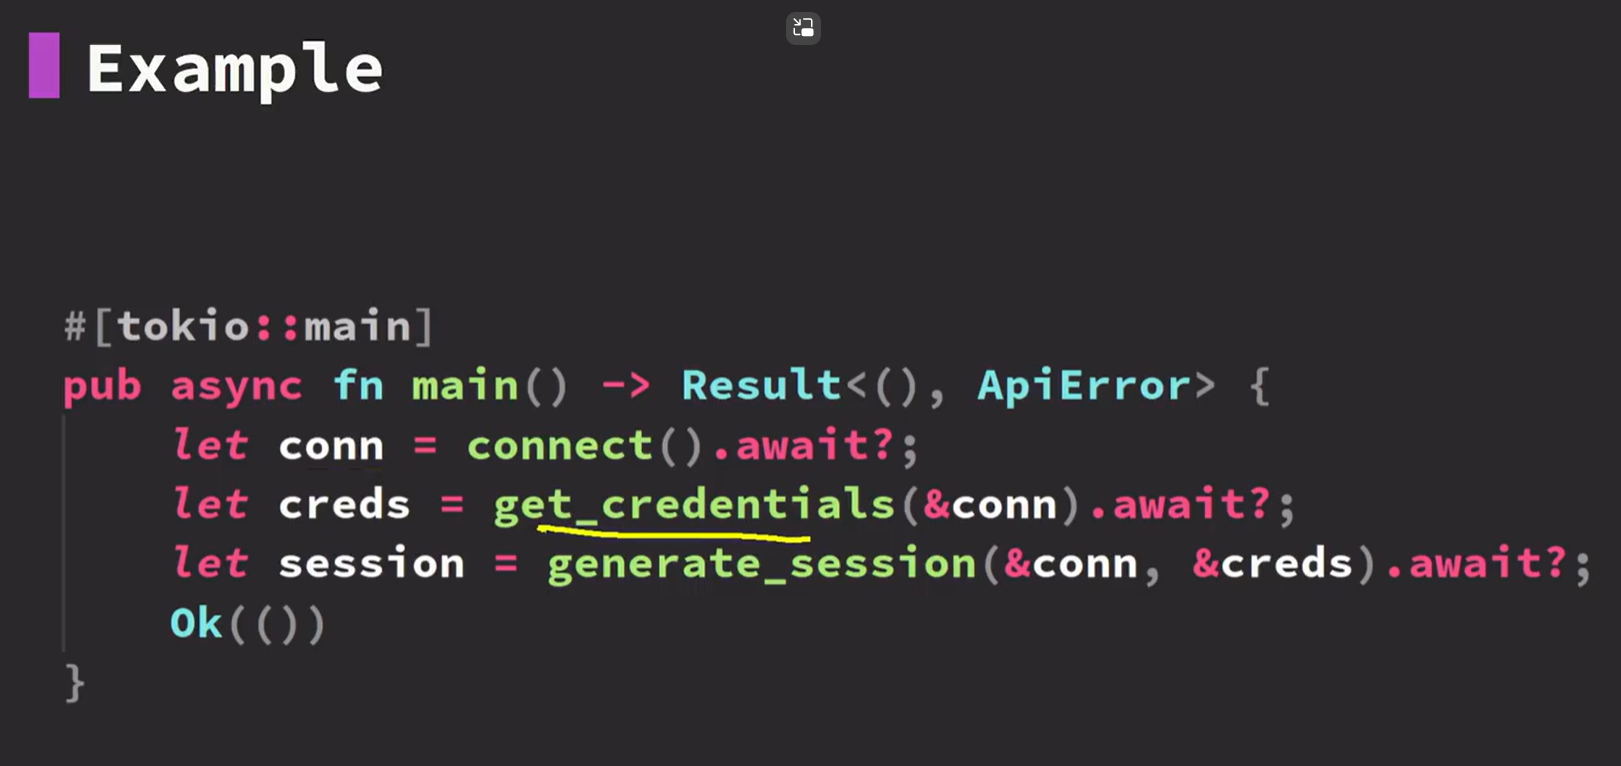 Example
#[tokio::main]
pub async fn main() -> Result<(), ApiError> {
    let conn = connect().await?;
    let creds = get_credentials(&conn).await?;
    let session = generate_session(&conn, &creds).await?;
    Ok(())
}